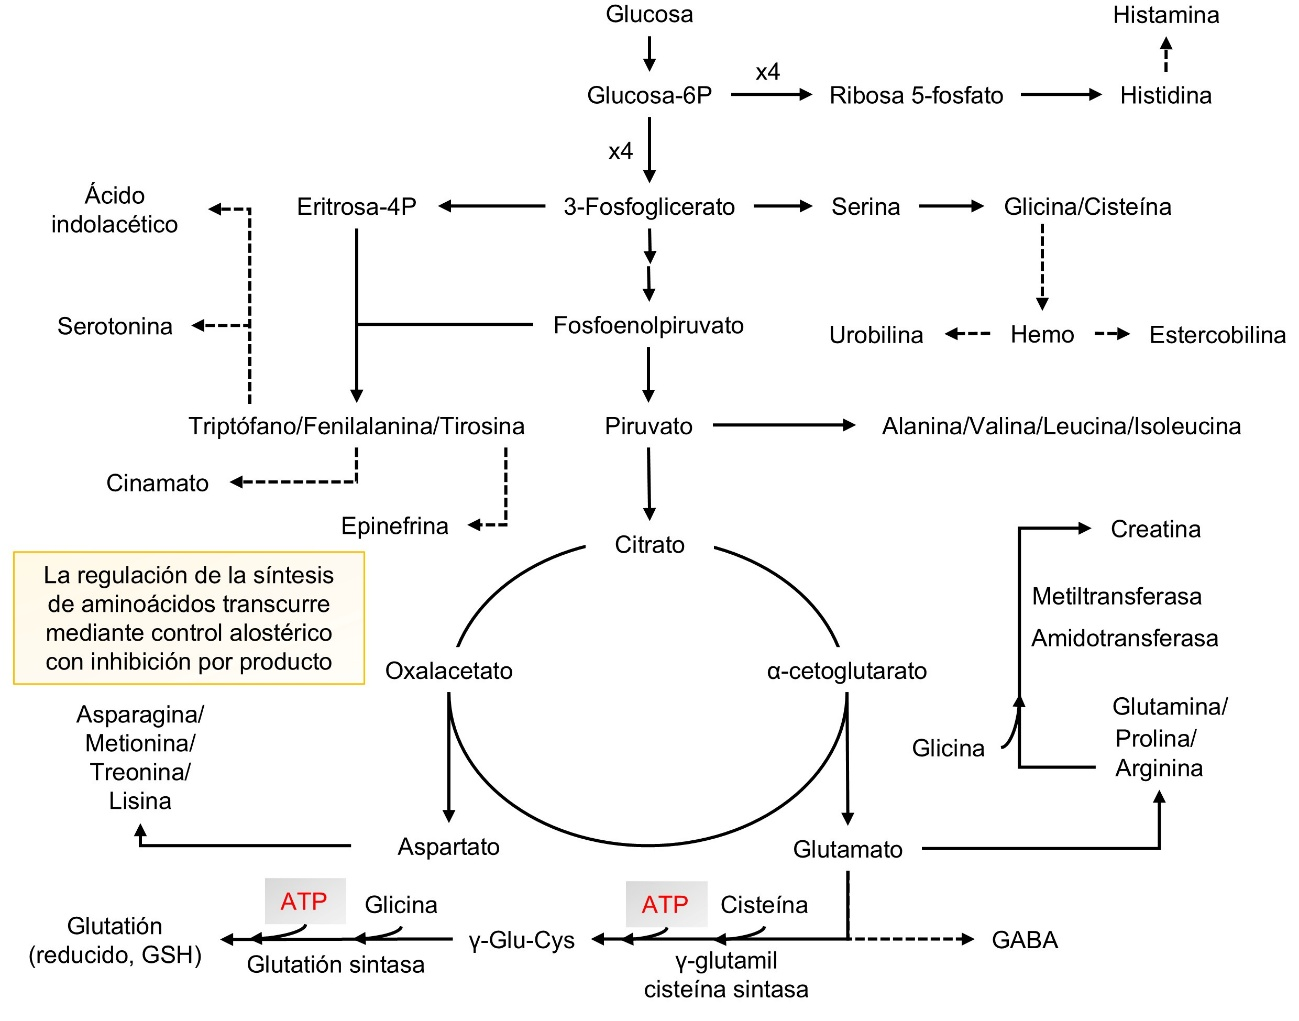 Glucosa
Histamina
x4
Glucosa-6P
Ribosa 5-fosfato
Histidina
x4
Ácido
indolacético
Eritrosa-4P
3-Fosfoglicerato
Serina
Glicina/Cisteína
Serotonina
Fosfoenolpiruvato
Urobilina
Hemo
Estercobilina
Triptófano/Fenilalanina/Tirosina
Piruvato
Alanina/Valina/Leucina/Isoleucina
Cinamato
Epinefrina
Citrato
Creatina
La regulación de la síntesis
de aminoácidos transcurre
mediante control alostérico
con inhibición por producto
Metiltransferasa
Amidotransferasa
Oxalacetato
α-cetoglutarato
Asparagina/
Metionina/
Treonina/
Lisina
Glicina
Glutamina/
Prolina/
Arginina
Aspartato
Glutamato
ATP
Glicina
ATP
Cisteína
Glutatión
(reducido, GSH)
Glutatión sintasa
γ-Glu-Cys
γ-glutamil
cisteína sintasa
GABA